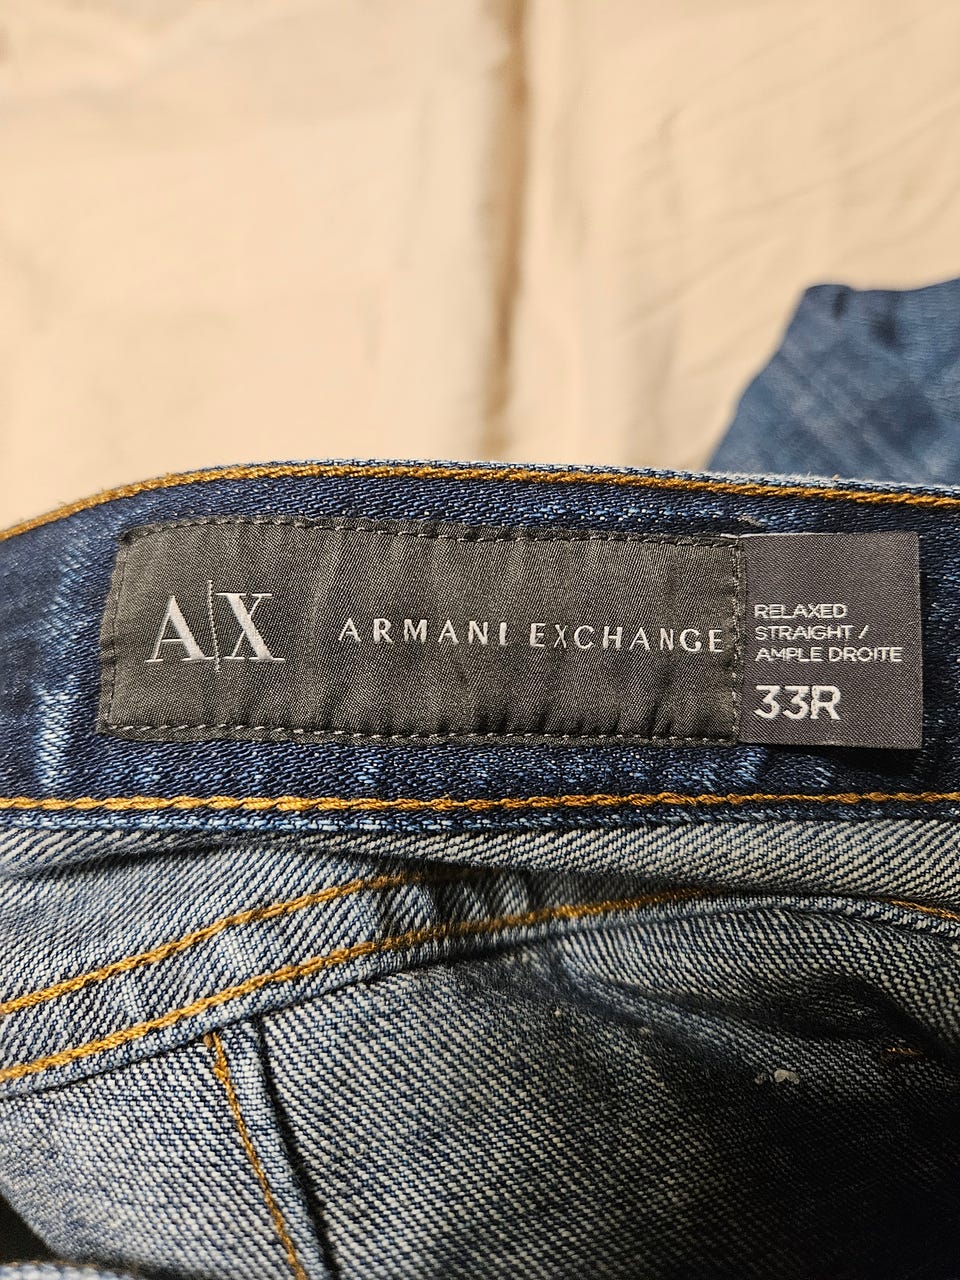 A|X ARMANI EXCHANGE
RELAXED
STRAIGHT /
AMPLE DROITE
33R